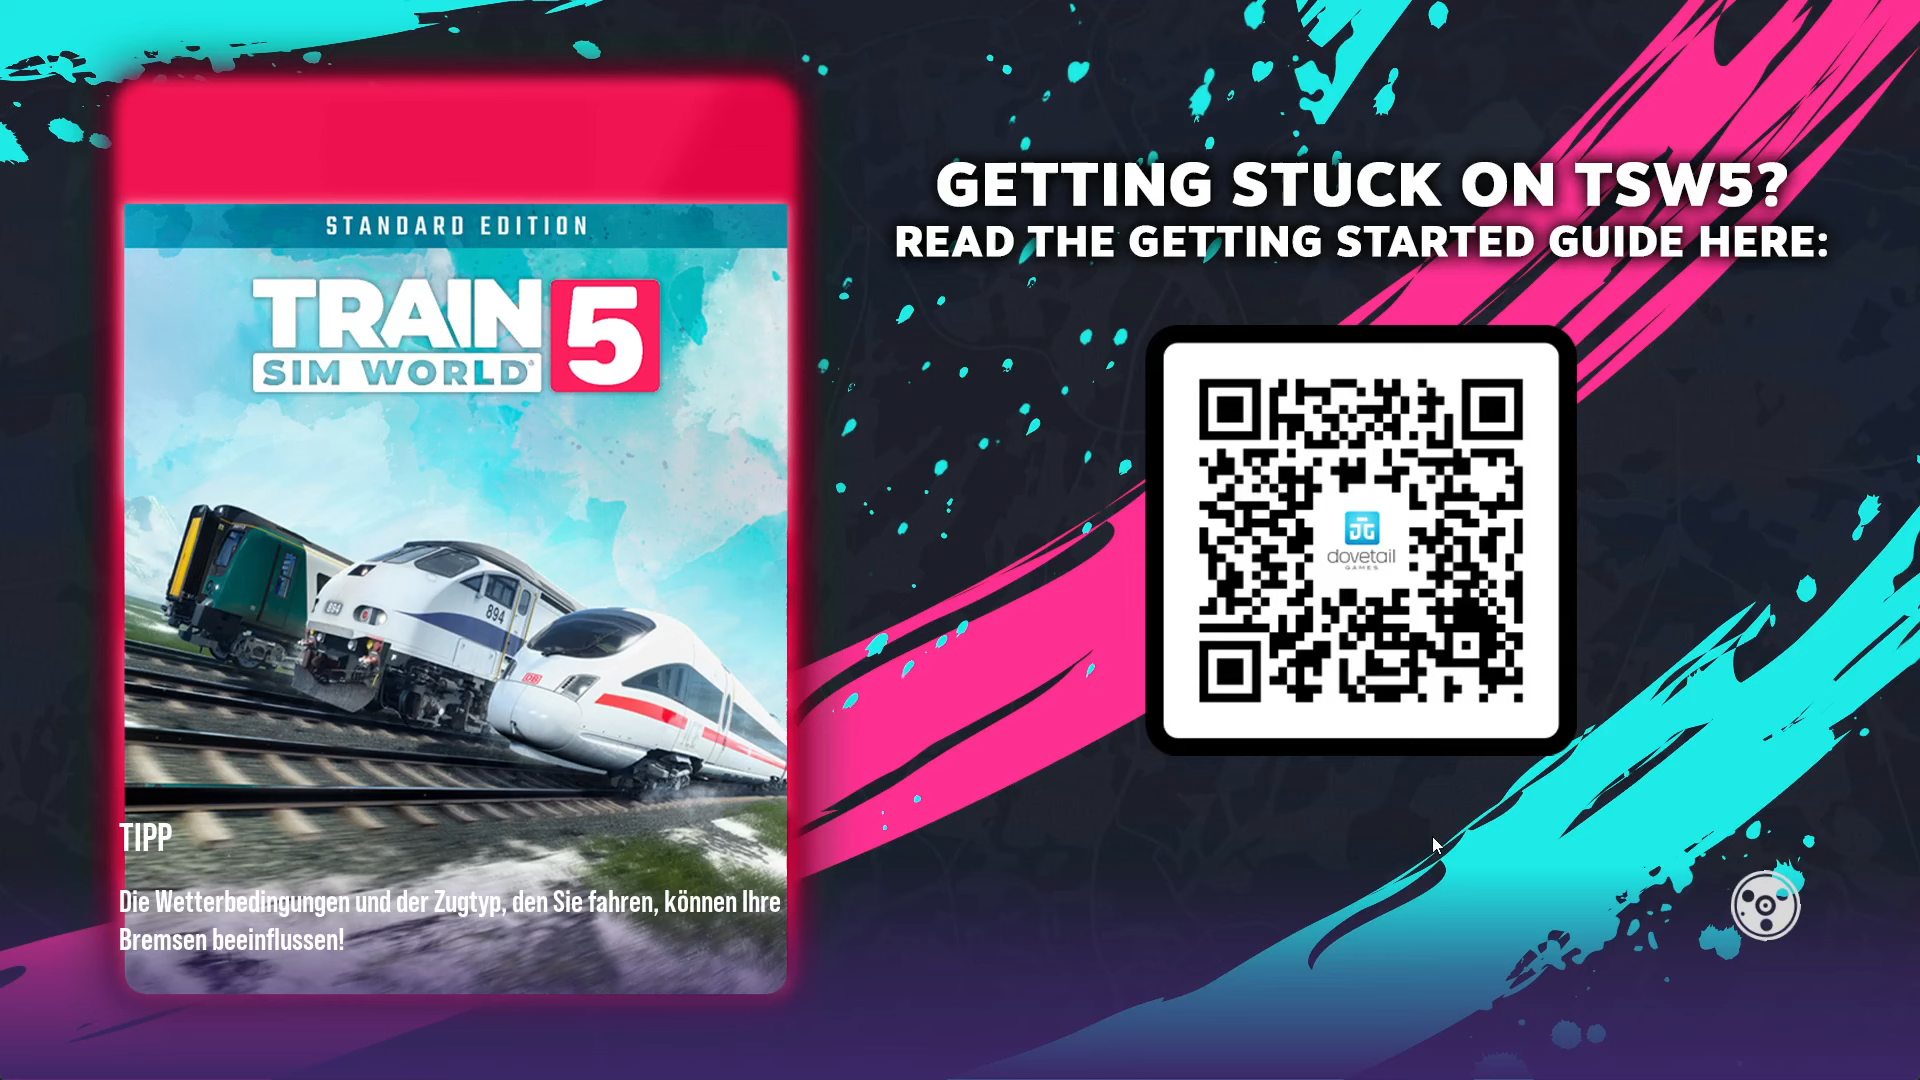 STANDARD EDITION
TRAIN 5
SIM WORLD
894
894
DB
TIPP
Die Wetterbedingungen und der Zugtyp, den Sie fahren, können Ihre
Bremsen beeinflussen!
GETTING STUCK ON TSW5?
READ THE GETTING STARTED GUIDE HERE:
dovetail
GAMES